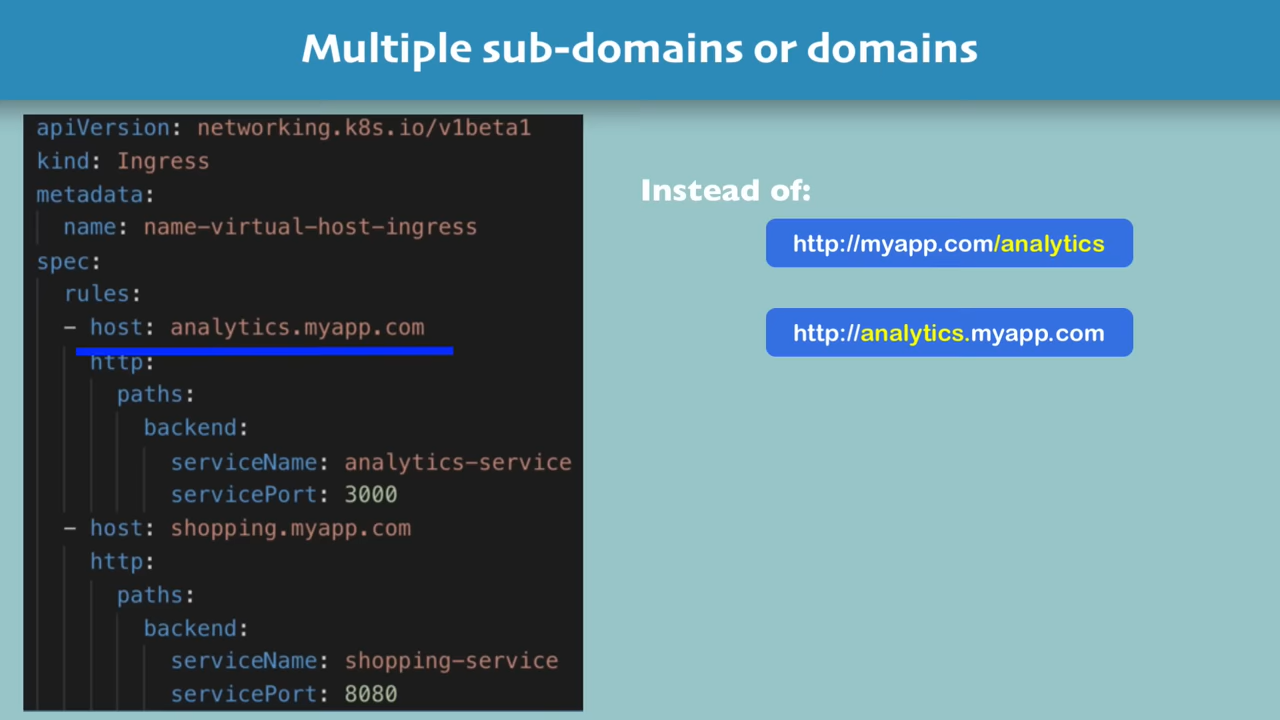 Multiple sub-domains or domains
apiVersion: networking.k8s.io/v1beta1
kind: Ingress
metadata:
name: name-virtual-host-ingress
spec:
rules:
- host: analytics.myapp.com
http:
paths:
backend:
serviceName: analytics-service
servicePort: 3000
- host: shopping.myapp.com
http:
paths:
backend:
serviceName: shopping-service
servicePort: 8080
Instead of:
http://myapp.com/analytics
http://analytics.myapp.com